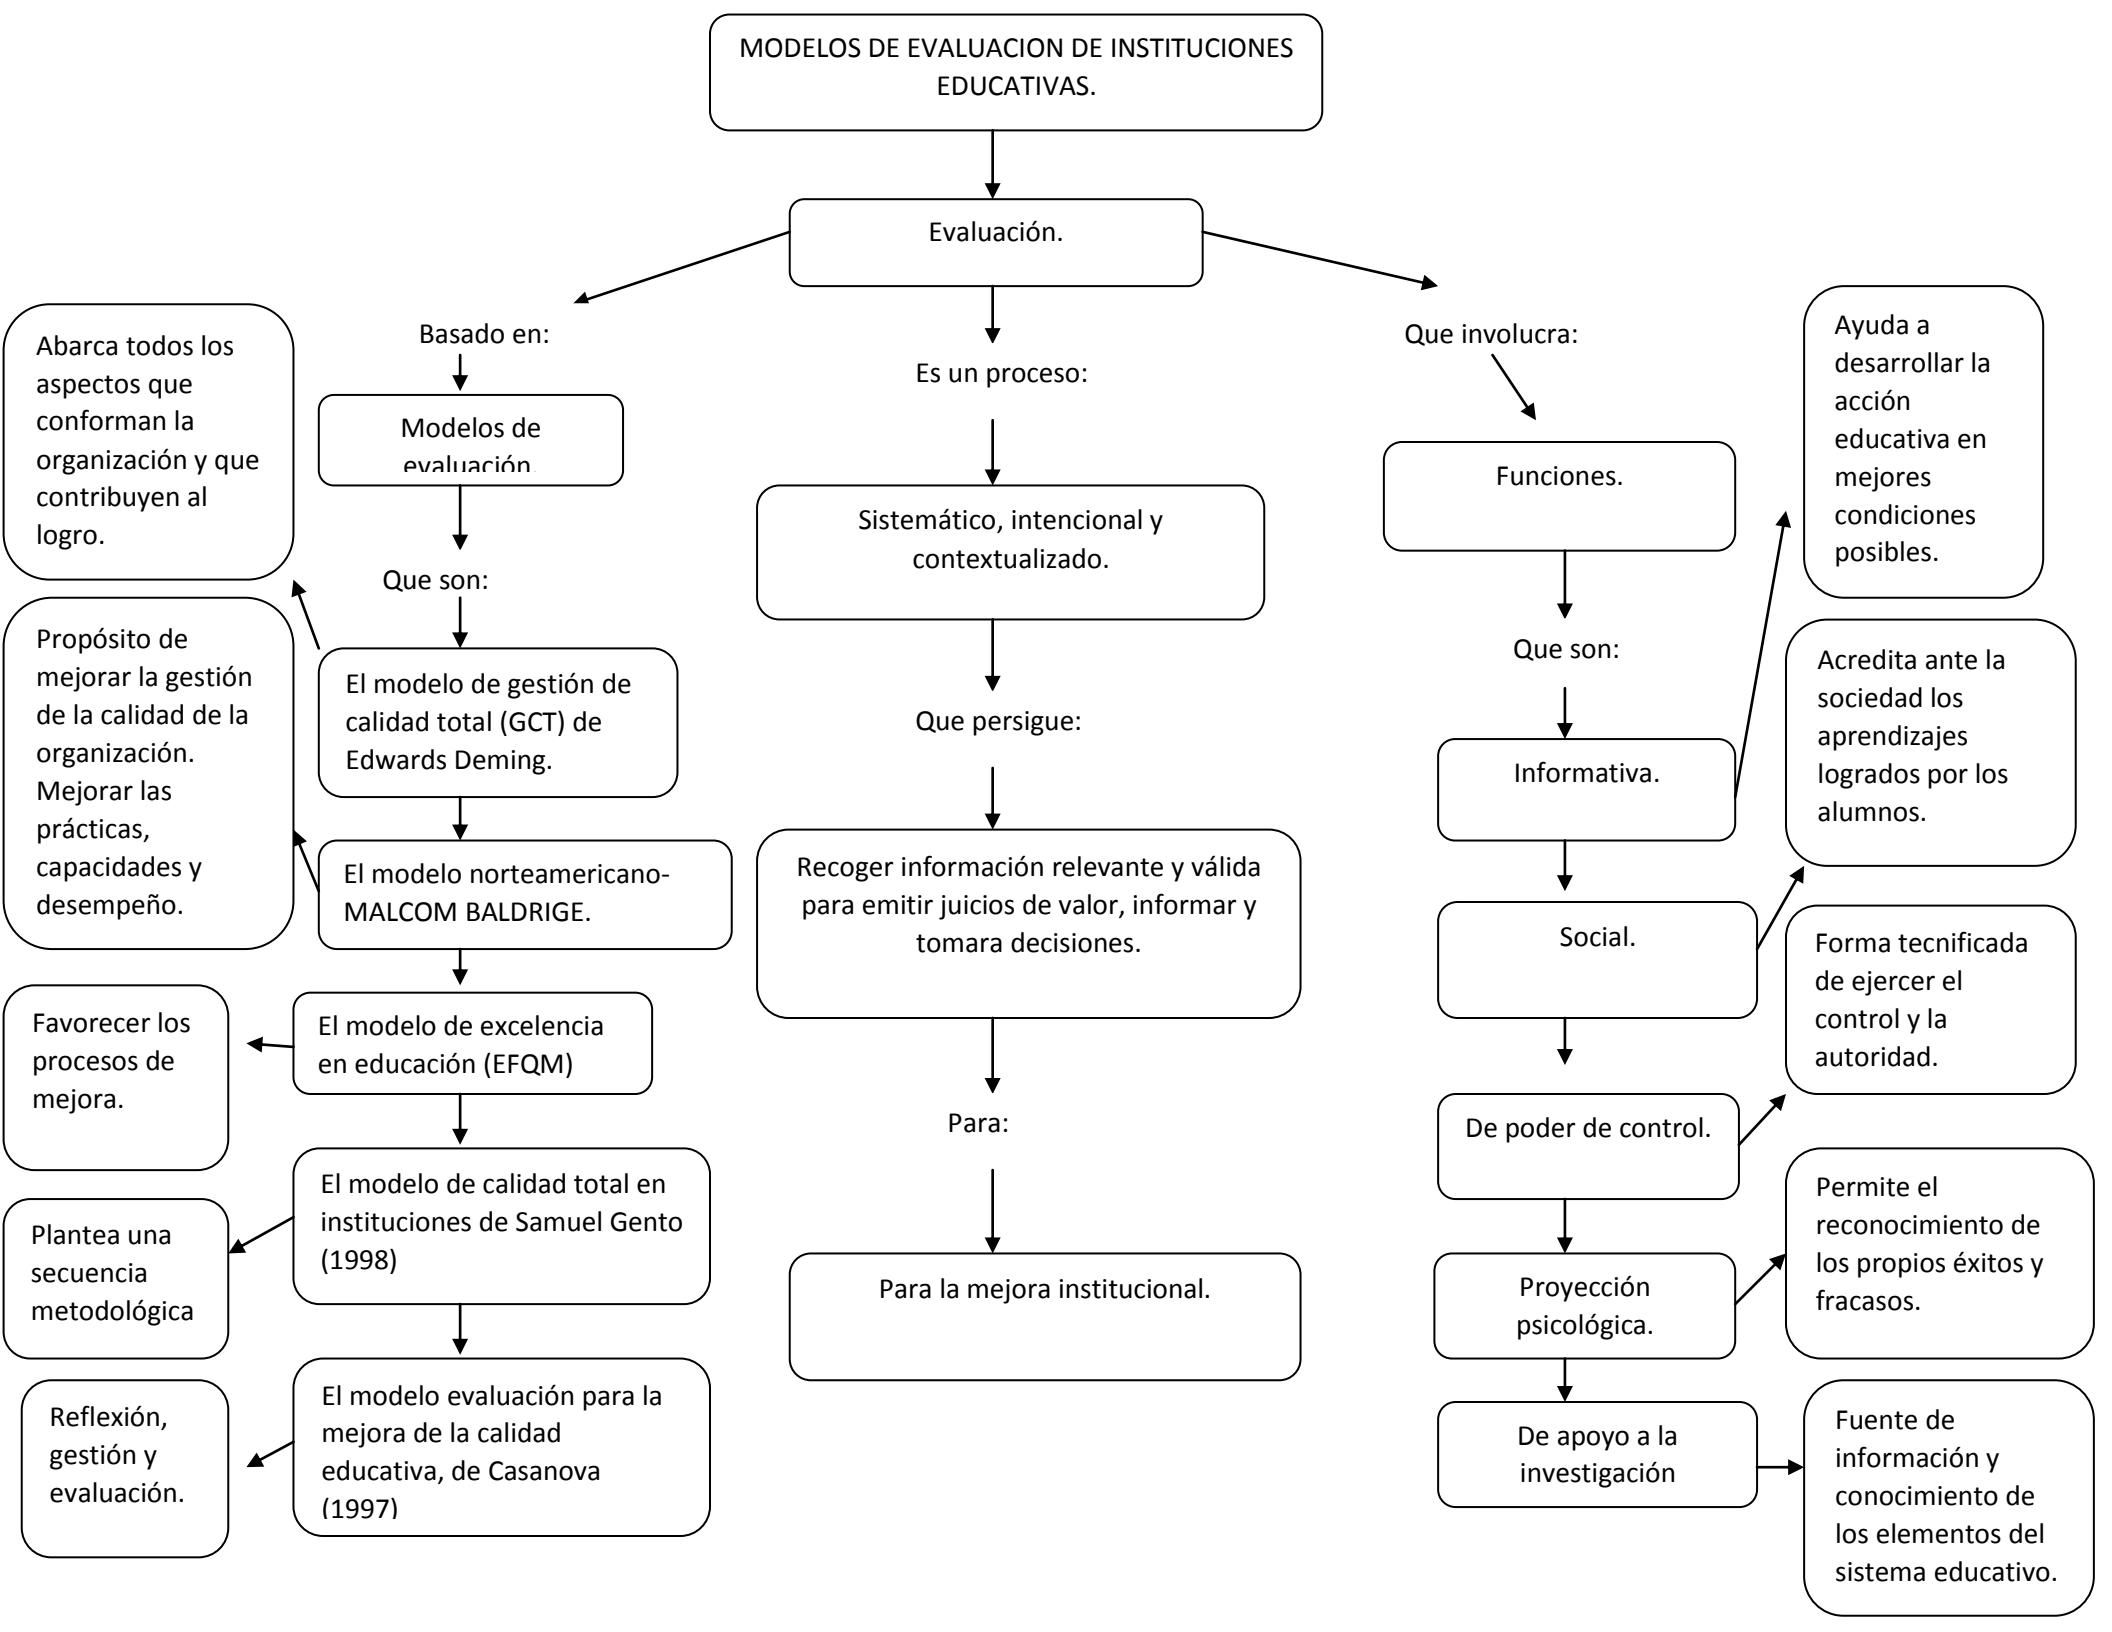 MODELOS DE EVALUACION DE INSTITUCIONES
EDUCATIVAS.
Evaluación.
Basado en:
Modelos de
evaluación.
Que son:
El modelo de gestión de
calidad total (GCT) de
Edwards Deming.
Abarca todos los
aspectos que
conforman la
organización y que
contribuyen al
logro.
El modelo norteamericano-
MALCOM BALDRIGE.
Propósito de
mejorar la gestión
de la calidad de la
organización.
Mejorar las
prácticas,
capacidades y
desempeño.
El modelo de excelencia
en educación (EFQM)
Favorecer los
procesos de
mejora.
El modelo de calidad total en
instituciones de Samuel Gento
(1998)
Plantea una
secuencia
metodológica
El modelo evaluación para la
mejora de la calidad
educativa, de Casanova
(1997)
Reflexión,
gestión y
evaluación.
Es un proceso:
Sistemático, intencional y
contextualizado.
Que persigue:
Recoger información relevante y válida
para emitir juicios de valor, informar y
tomara decisiones.
Para:
Para la mejora institucional.
Que involucra:
Funciones.
Que son:
Informativa.
Ayuda a
desarrollar la
acción
educativa en
mejores
condiciones
posibles.
Social.
Acredita ante la
sociedad los
aprendizajes
logrados por los
alumnos.
De poder de control.
Forma tecnificada
de ejercer el
control y la
autoridad.
Proyección
psicológica.
Permite el
reconocimiento de
los propios éxitos y
fracasos.
De apoyo a la
investigación
Fuente de
información y
conocimiento de
los elementos del
sistema educativo.